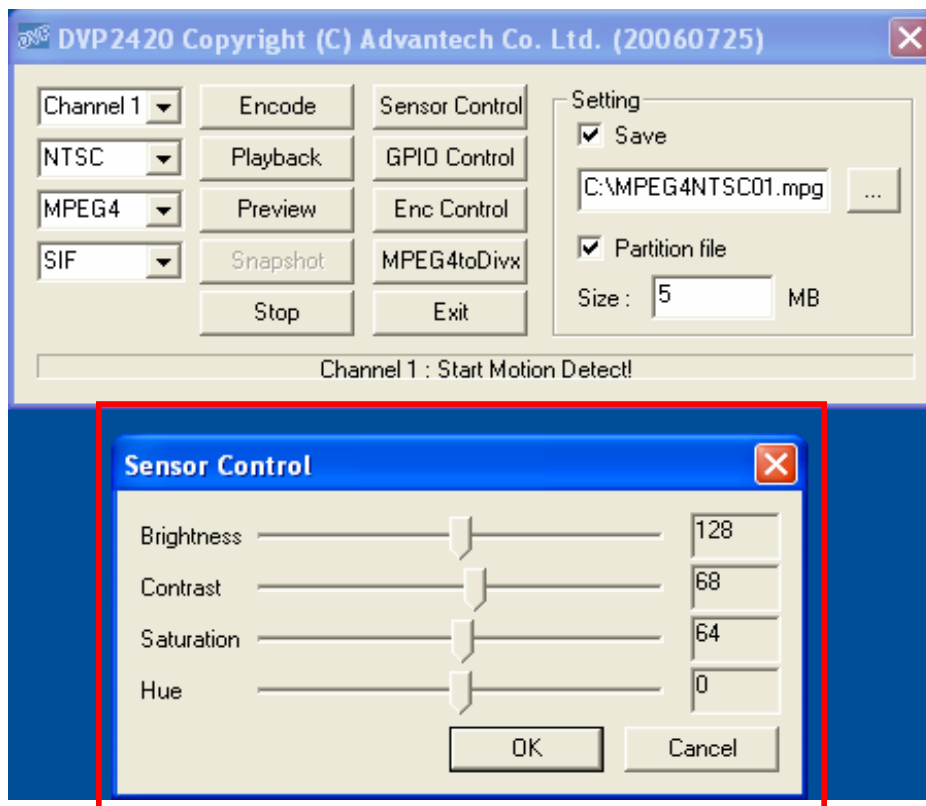 DVP2420 Copyright (C) Advantech Co. Ltd. (20060725)
Channel 1 Encode Sensor Control Setting
Save
NTSC Playback GPIO Control
C:\MPEG4NTSC01.mpg ...
MPEG4 Preview Enc Control
Partition file
SIF Snapshot MPEG4toDivx
Size : 5 MB
Stop Exit
Channel 1 : Start Motion Detect!
Sensor Control
Brightness 128
Contrast 68
Saturation 64
Hue 0
OK Cancel